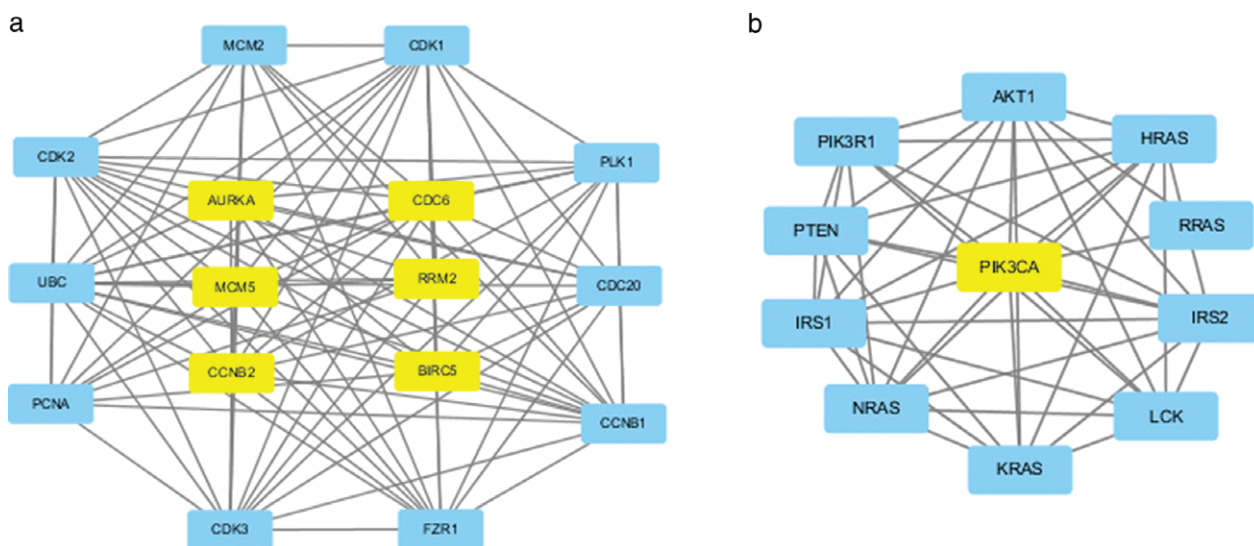 a
MCM2
CDK1
CDK2
PLK1
AURKA
CDC6
UBC
MCM5
RRM2
CDC20
CCNB2
BIRC5
PCNA
CCNB1
CDK3
FZR1
b
AKT1
PIK3R1
HRAS
PTEN
RRAS
PIK3CA
IRS1
IRS2
NRAS
LCK
KRAS